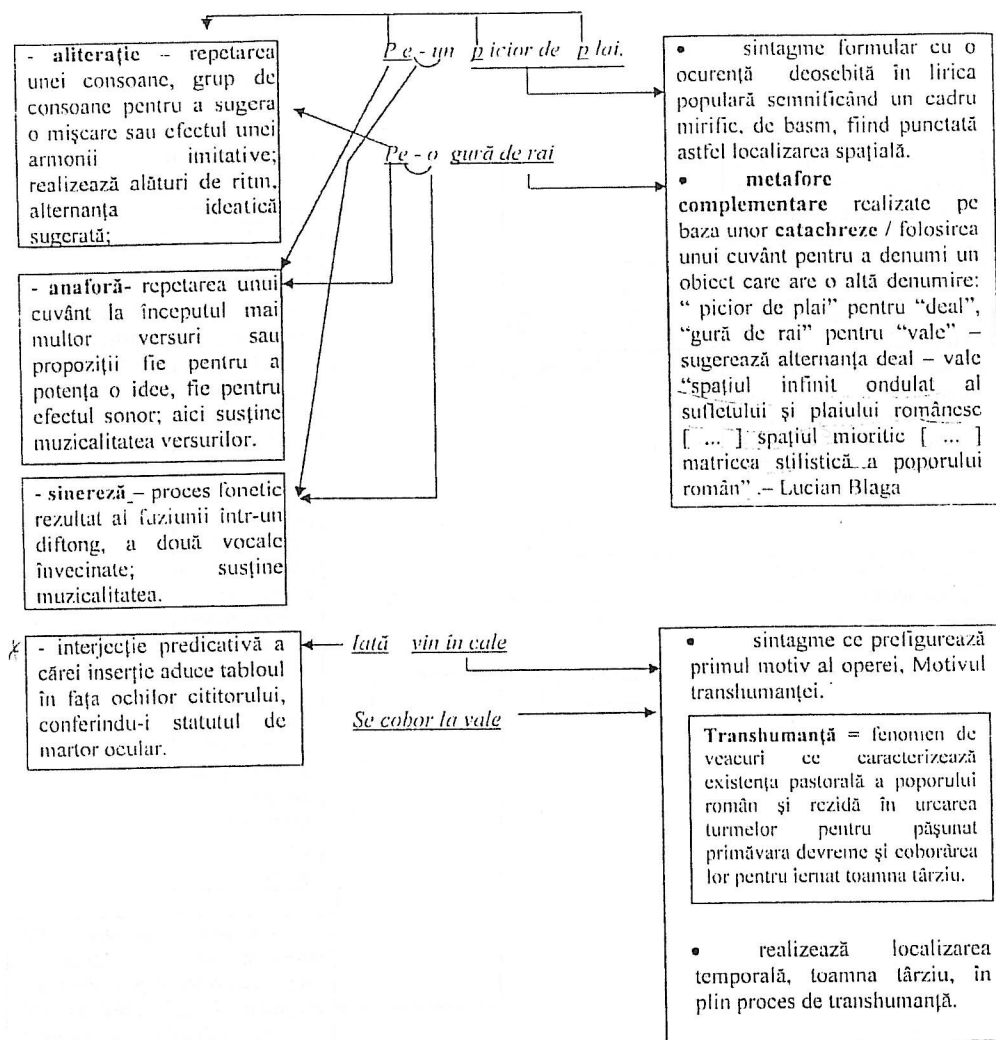 - aliteraţie – repetarea
unei consoane, grup de
consoane pentru a sugera
o mişcare sau efectul unei
armonii imitative;
realizează alături de ritm,
alternanţa ideatică
sugerată;
Pe - un picior de plai.
Pe - o gură de rai
• sintagme formular cu o
ocurenţă deosebită în lirica
populară semnificând un cadru
mirific, de basm, fiind punctată
astfel localizarea spaţială.
• metafore
complementare realizate pe
baza unor catachreze / folosirea
unui cuvânt pentru a denumi un
obiect care are o altă denumire:
“ picior de plai” pentru “deal”,
“gură de rai” pentru “vale” –
sugerează alternanţa deal – vale
“spaţiul infinit ondulat al
sufletului şi plaiului românesc
[ ... ] spaţiul mioritic [ ... ]
matricea stilistică a poporului
român” .– Lucian Blaga
- anaforă- repetarea unui
cuvânt la începutul mai
multor versuri sau
propoziţii fie pentru a
potenţa o idee, fie pentru
efectul sonor; aici susţine
muzicalitatea versurilor.
- sinereză – proces fonetic
rezultat al fuziunii într-un
diftong, a două vocale
învecinate; susţine
muzicalitatea.
- interjecţie predicativă a
cărei inserţie aduce tabloul
în faţa ochilor cititorului,
conferindu-i statutul de
martor ocular.
Iată vin în cale
Se cobor la vale
• sintagme ce prefigurează
primul motiv al operei, Motivul
transhumanţei.
Transhumanţă = fenomen de
veacuri ce caracterizează
existenţa pastorală a poporului
român şi rezidă în urcarea
turmelor pentru păşunat
primăvara devreme şi coborârea
lor pentru iernat toamna târziu.
• realizează localizarea
temporală, toamna târziu, în
plin proces de transhumanţă.